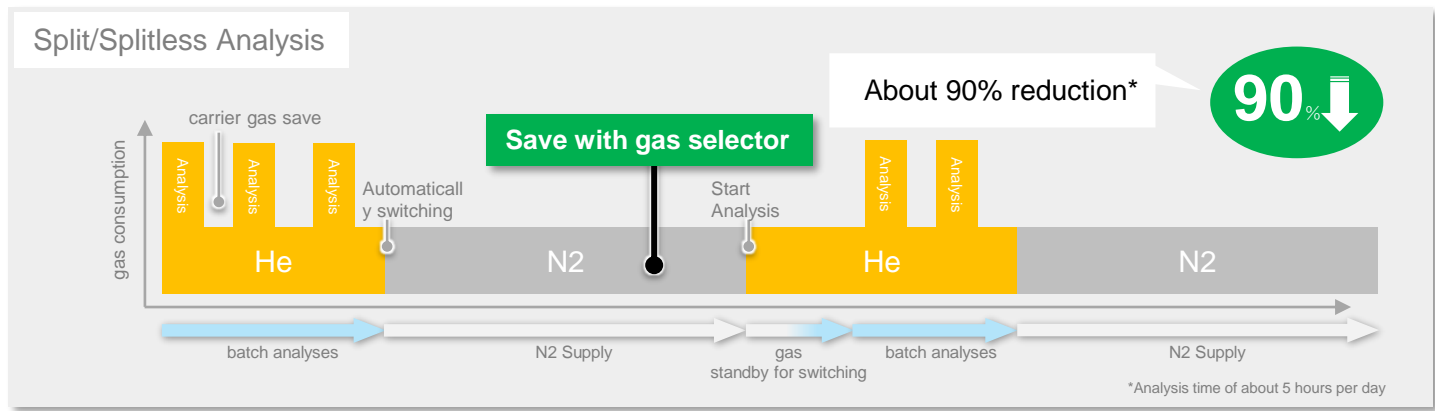 Split/Splitless Analysis
About 90% reduction*
90%
carrier gas save
Save with gas selector
gas consumption
Analysis
Analysis
Analysis
Automaticall
y switching
Start
Analysis
Analysis
Analysis
He
N2
He
N2
batch analyses
N2 Supply
gas
standby for switching
batch analyses
N2 Supply
*Analysis time of about 5 hours per day